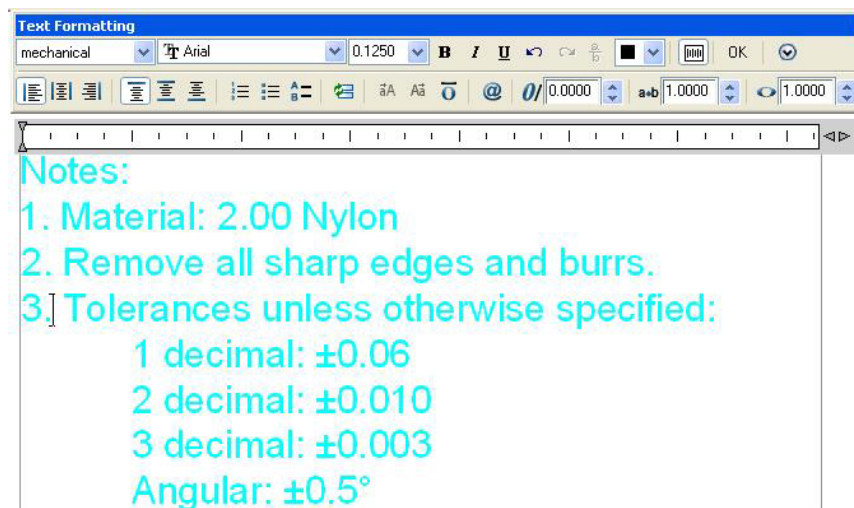 Text Formatting
mechanical Arial 0.1250 B I U OK
@ 0/ 0.0000 a•b 1.0000 1.0000
Notes:
1. Material: 2.00 Nylon
2. Remove all sharp edges and burrs.
3. Tolerances unless otherwise specified:
1 decimal: ±0.06
2 decimal: ±0.010
3 decimal: ±0.003
Angular: ±0.5°